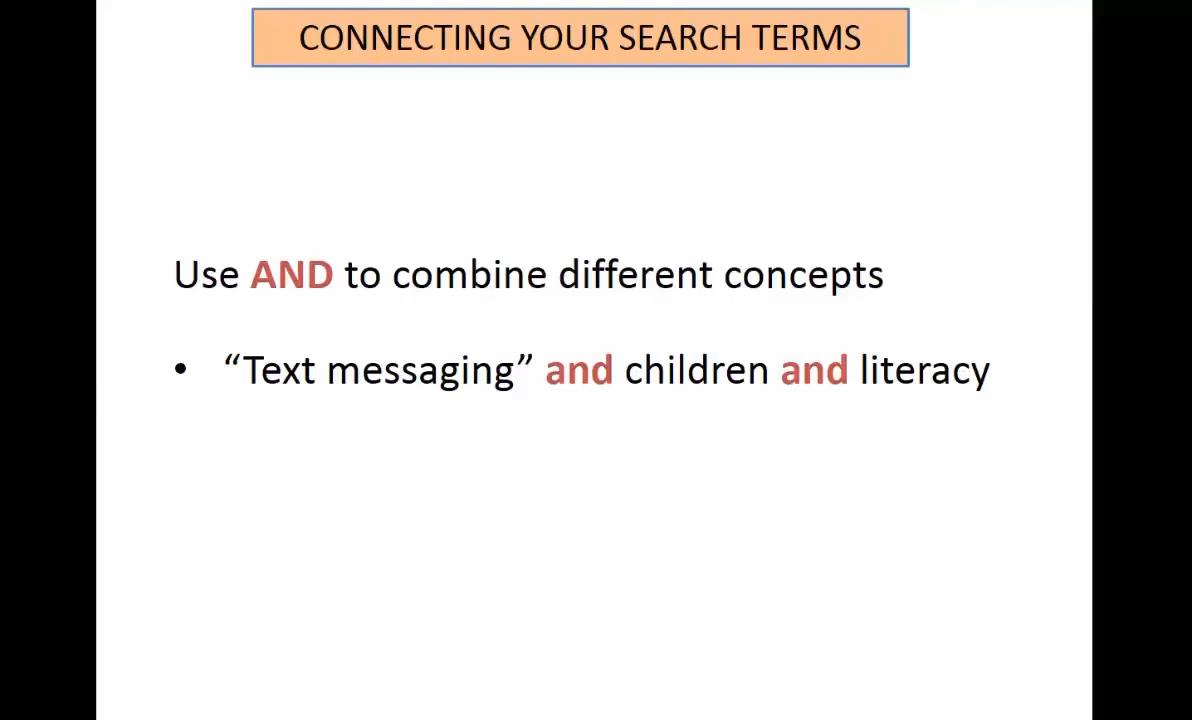 CONNECTING YOUR SEARCH TERMS
Use AND to combine different concepts
• “Text messaging” and children and literacy